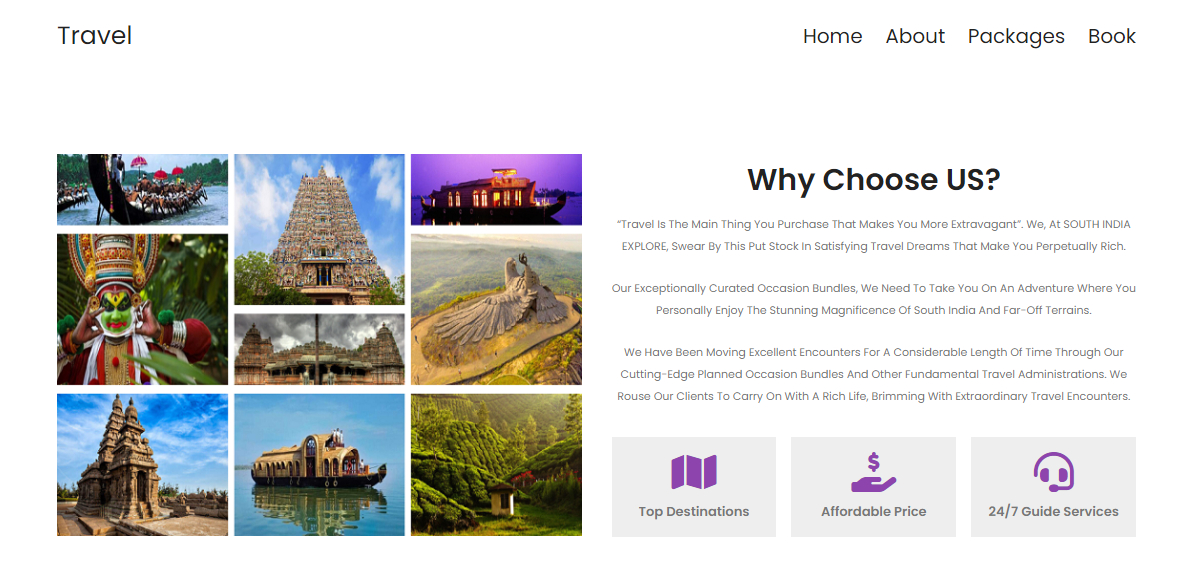 Travel
Home About Packages Book
Why Choose US?
“Travel Is The Main Thing You Purchase That Makes You More Extravagant”. We, At SOUTH INDIA
EXPLORE, Swear By This Put Stock In Satisfying Travel Dreams That Make You Perpetually Rich.
Our Exceptionally Curated Occasion Bundles, We Need To Take You On An Adventure Where You
Personally Enjoy The Stunning Magnificence Of South India And Far-Off Terrains.
We Have Been Moving Excellent Encounters For A Considerable Length Of Time Through Our
Cutting-Edge Planned Occasion Bundles And Other Fundamental Travel Administrations. We
Rouse Our Clients To Carry On With A Rich Life, Brimming With Extraordinary Travel Encounters.
Top Destinations
Affordable Price
24/7 Guide Services